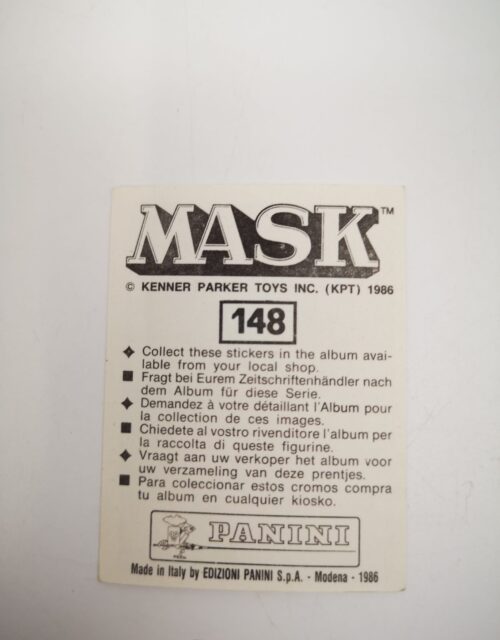 MASK™
© KENNER PARKER TOYS INC. (KPT) 1986
148
Collect these stickers in the album avai-
lable from your local shop.
Fragt bei Eurem Zeitschriftenhändler nach
dem Album für diese Serie.
Demandez à votre détaillant l'Album pour
la collection de ces images.
Chiedete al vostro rivenditore l'album per
la raccolta di queste figurine.
Vraagt aan uw verkoper het album voor
uw verzameling van deze prentjes.
Para coleccionar estos cromos compra
tu album en cualquier kiosko.
PANINI
Made in Italy by EDIZIONI PANINI S.p.A. - Modena - 1986